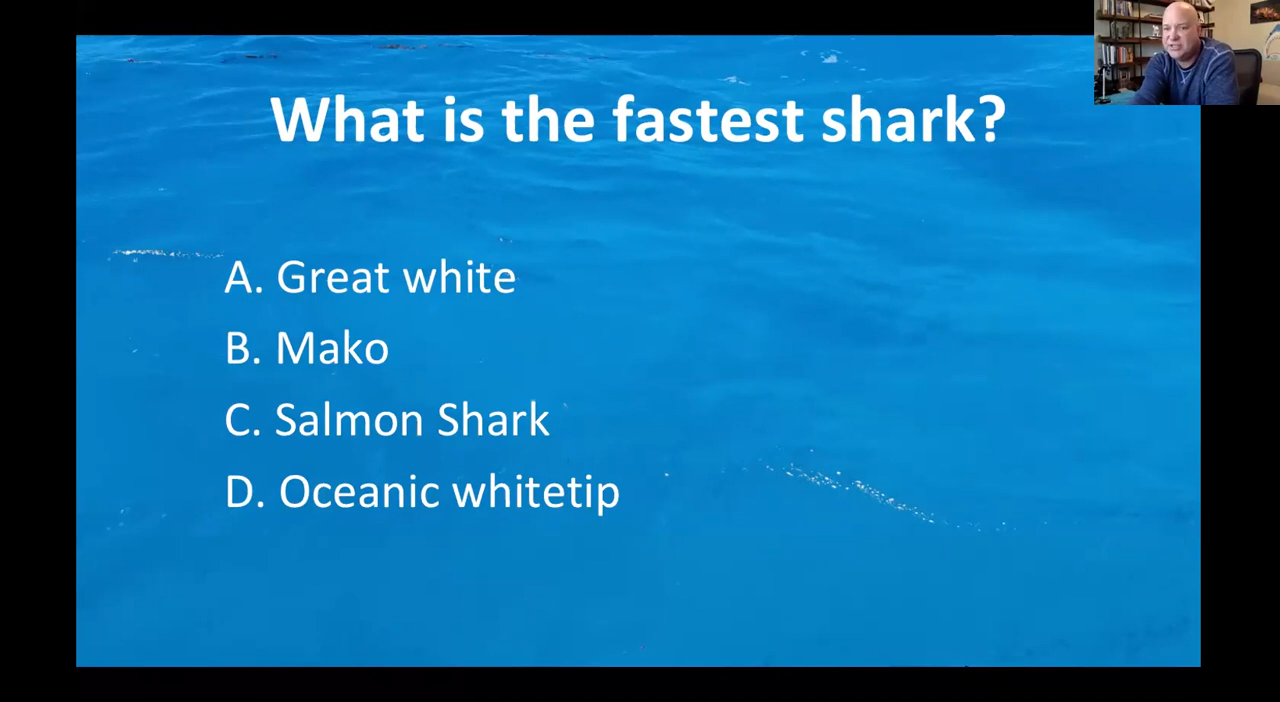 What is the fastest shark?
A. Great white
B. Mako
C. Salmon Shark
D. Oceanic whitetip